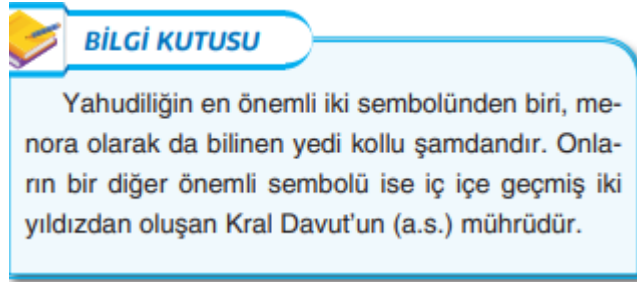 BİLGİ KUTUSU
Yahudiliğin en önemli iki sembolünden biri, me-
nora olarak da bilinen yedi kollu şamdandır. Onla-
rın bir diğer önemli sembolü ise iç içe geçmiş iki
yıldızdan oluşan Kral Davut'un (a.s.) mührüdür.